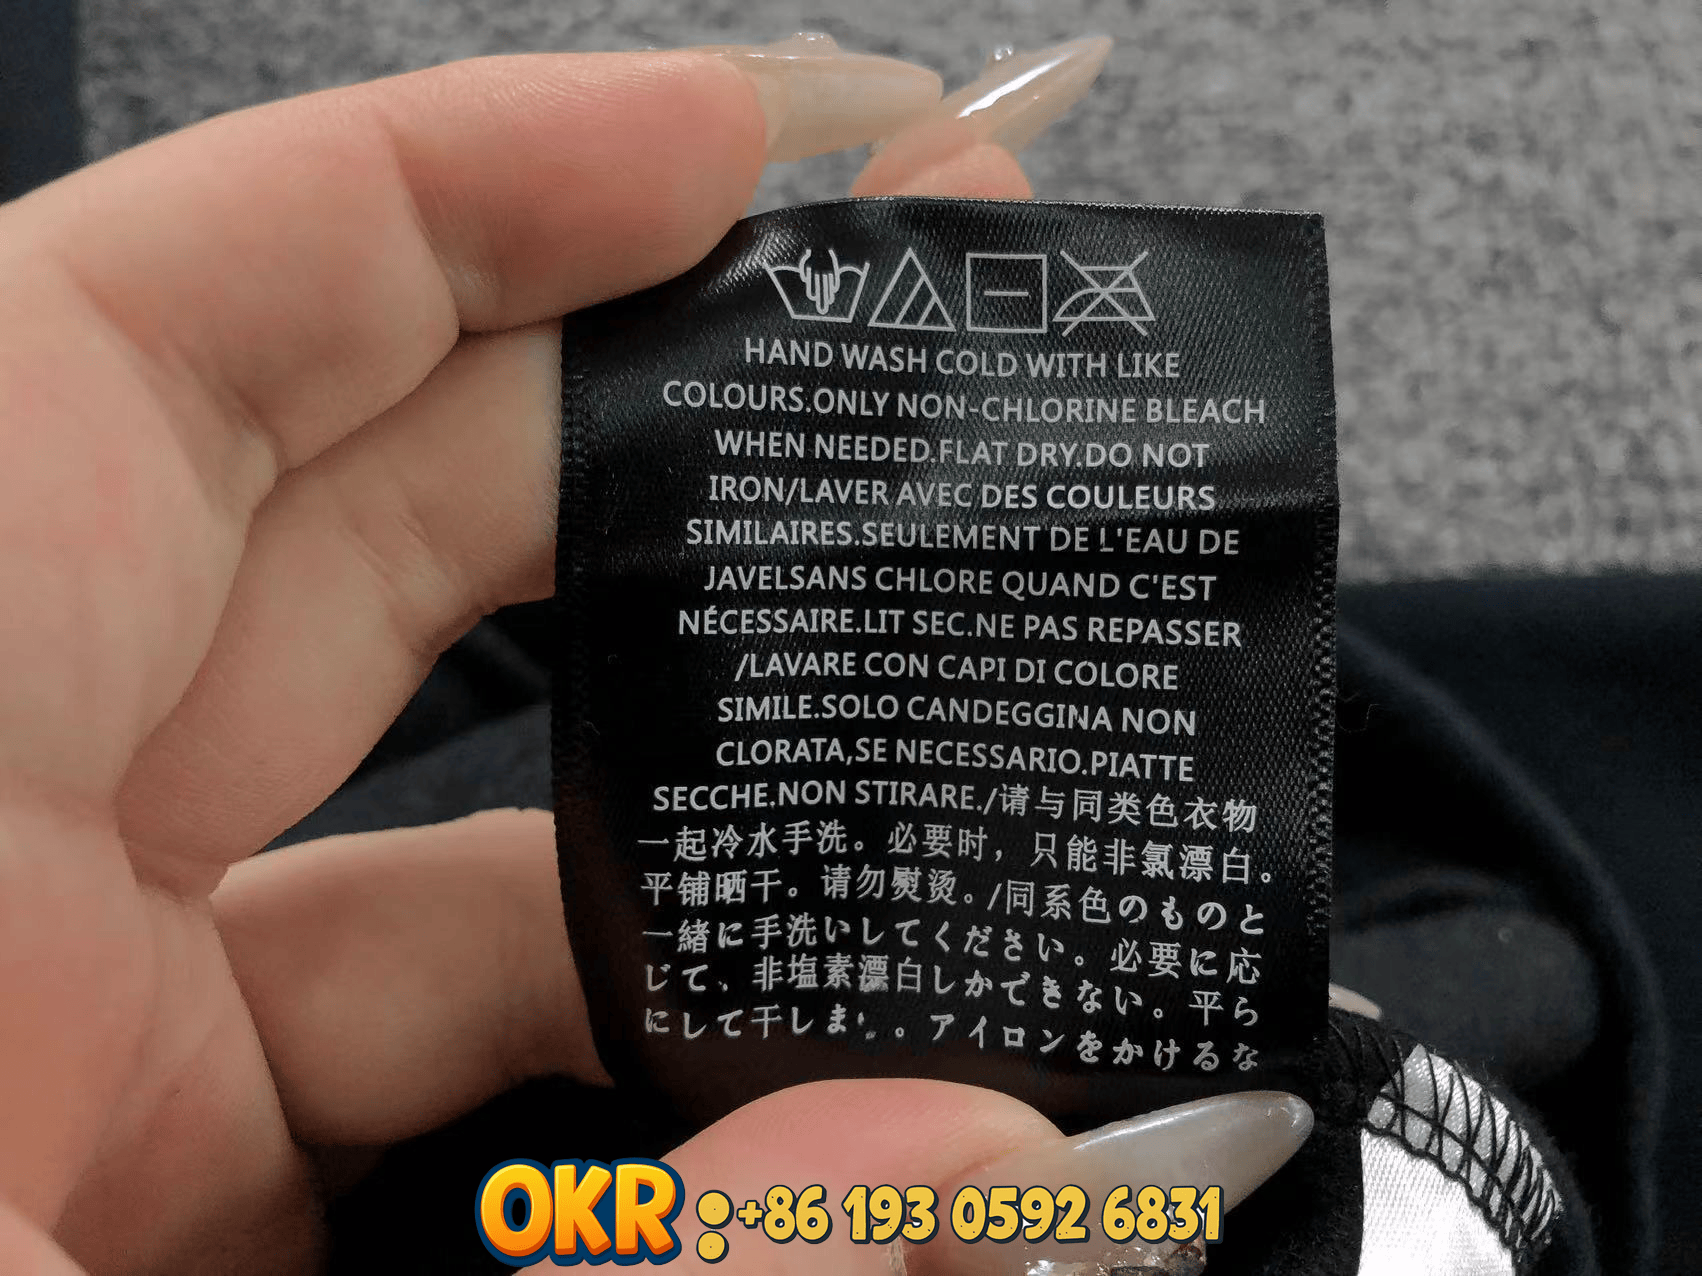 HAND WASH COLD WITH LIKE
COLOURS.ONLY NON-CHLORINE BLEACH
WHEN NEEDED.FLAT DRY.DO NOT
IRON/LAVER AVEC DES COULEURS
SIMILAIRES.SEULEMENT DE L'EAU DE
JAVELSANS CHLORE QUAND C'EST
NÉCESSAIRE.LIT SEC.NE PAS REPASSER
/LAVARE CON CAPI DI COLORE
SIMILE.SOLO CANDEGGINA NON
CLORATA,SE NECESSARIO.PIATTE
SECCHE.NON STIRARE./请与同类色衣物
一起冷水手洗。必要时，只能非氯漂白。
平铺晒干。请勿熨烫。/同系色のものと
一緒に手洗いしてください。必要に応
じて、非塩素漂白しかできない。平ら
にして干しま。アイロンをかけるな
OKR:+86 193 0592 6831